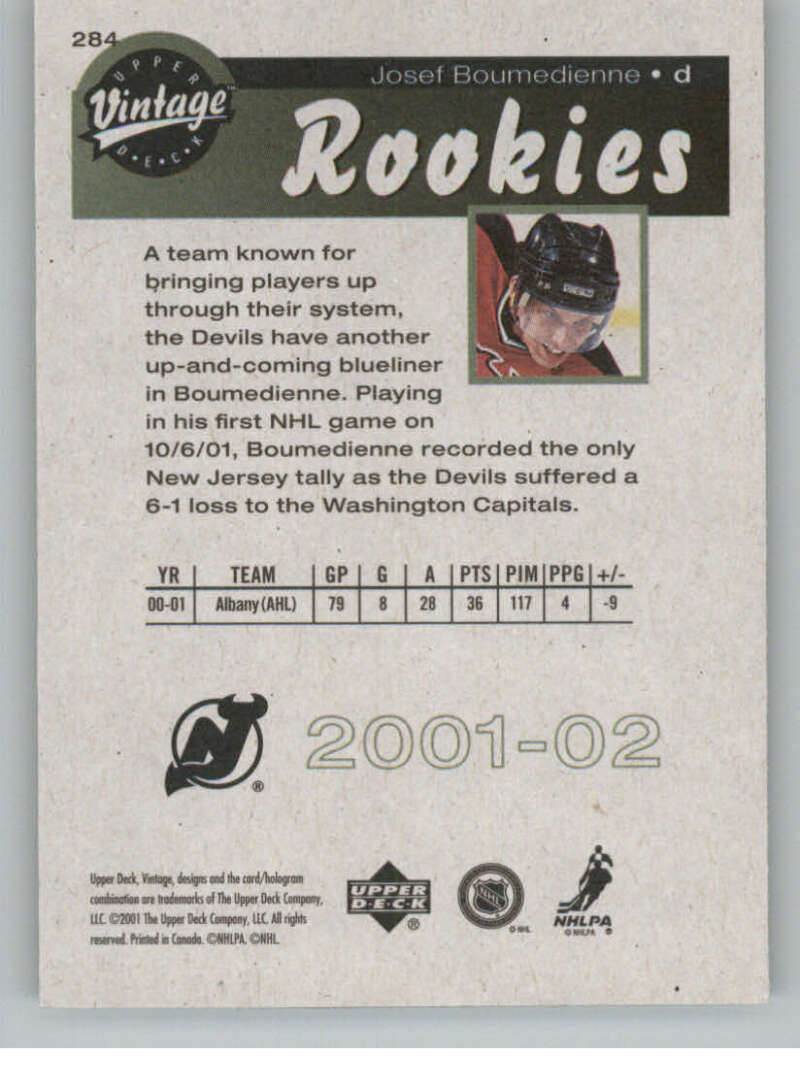 284
UPPER
Vintage™
D•E•C•K
Josef Boumedienne • d
Rookies
A team known for
bringing players up
through their system,
the Devils have another
up-and-coming blueliner
in Boumedienne. Playing
in his first NHL game on
10/6/01, Boumedienne recorded the only
New Jersey tally as the Devils suffered a
6-1 loss to the Washington Capitals.
YR TEAM GP G A PTS PIM PPG +/-
00-01 Albany (AHL) 79 8 28 36 117 4 -9
NJ ®
2001-02
Upper Deck, Vintage, designs and the card/hologram
combination are trademarks of The Upper Deck Company,
LLC. ©2001 The Upper Deck Company, LLC. All rights
reserved. Printed in Canada. ©NHLPA. ©NHL.
UPPER
D·E·C·K
®
NHL
© NHL
NHLPA
© NHLPA ®